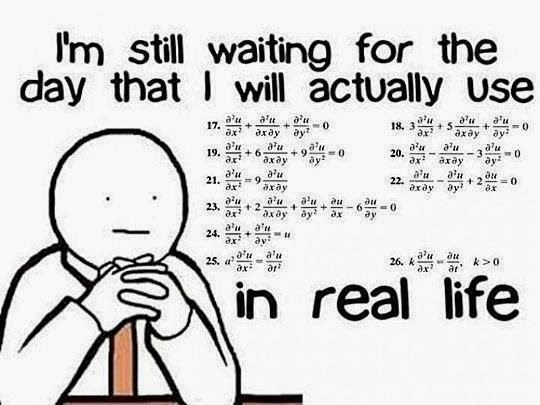 I'm still waiting for the
day that I will actually use
17. ∂²u/∂x² + ∂²u/∂x∂y + ∂²u/∂y² = 0
18. 3 ∂²u/∂x² + 5 ∂²u/∂x∂y + ∂²u/∂y² = 0
19. ∂²u/∂x² + 6 ∂²u/∂x∂y + 9 ∂²u/∂y² = 0
20. ∂²u/∂x² − ∂²u/∂x∂y − 3 ∂²u/∂y² = 0
21. ∂²u/∂x² = 9 ∂²u/∂x∂y
22. ∂²u/∂x∂y − ∂²u/∂y² + 2 ∂u/∂x = 0
23. ∂²u/∂x² + 2 ∂²u/∂x∂y + ∂²u/∂y² + ∂u/∂x − 6 ∂u/∂y = 0
24. ∂²u/∂x² + ∂²u/∂y² = u
25. a² ∂²u/∂x² = ∂²u/∂t²
26. k ∂²u/∂x² = ∂u/∂t, k > 0
in real life